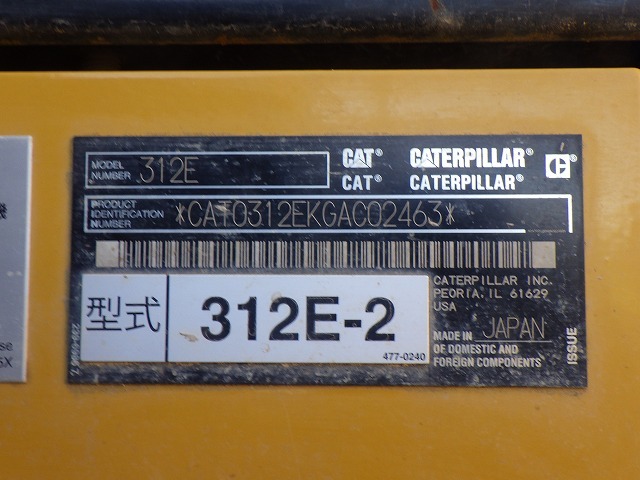 MODEL NUMBER 312E
CAT® CATERPILLAR®
CAT® CATERPILLAR®
PRODUCT IDENTIFICATION NUMBER *CAT0312EKGAC02463*
型式 312E-2
477-0240
CATERPILLAR INC.
PEORIA, IL 61629
USA
MADE IN JAPAN
OF DOMESTIC AND
FOREIGN COMPONENTS
ISSUE